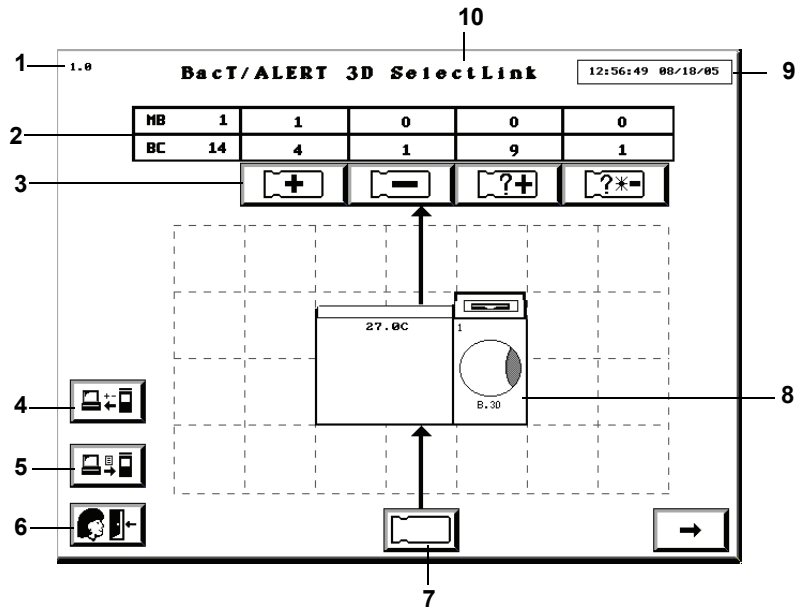 10
1
1.0
BacT/ALERT 3D SelectLink
12:56:49 08/18/05
9
2
MB 1 1 0 0 0
BC 14 4 1 9 1
3
+ − ?+ ?*-
27.0C
1
B.30
8
4
+-
5
6
7